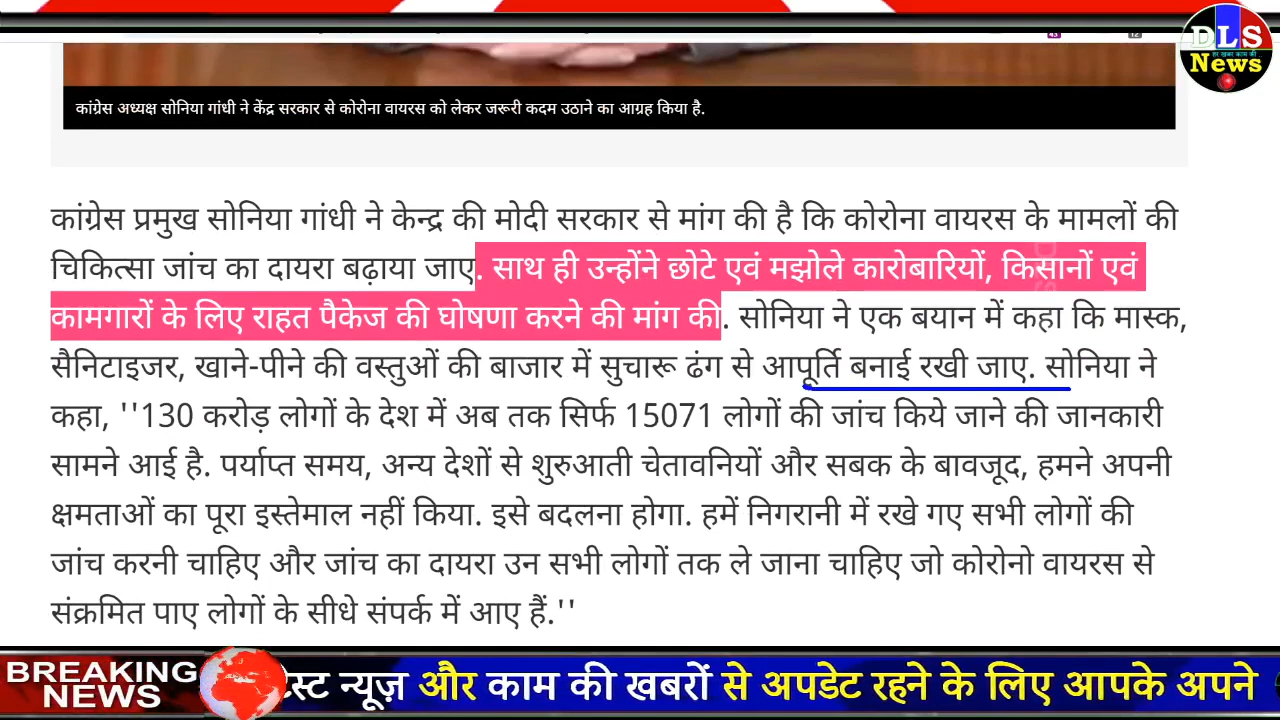 DLS
हर खबर काम की
News
43
12
कांग्रेस अध्यक्ष सोनिया गांधी ने केंद्र सरकार से कोरोना वायरस को लेकर जरूरी कदम उठाने का आग्रह किया है.
कांग्रेस प्रमुख सोनिया गांधी ने केन्द्र की मोदी सरकार से मांग की है कि कोरोना वायरस के मामलों की
चिकित्सा जांच का दायरा बढ़ाया जाए. साथ ही उन्होंने छोटे एवं मझोले कारोबारियों, किसानों एवं
कामगारों के लिए राहत पैकेज की घोषणा करने की मांग की. सोनिया ने एक बयान में कहा कि मास्क,
सैनिटाइजर, खाने-पीने की वस्तुओं की बाजार में सुचारू ढंग से आपूर्ति बनाई रखी जाए. सोनिया ने
कहा, ''130 करोड़ लोगों के देश में अब तक सिर्फ 15071 लोगों की जांच किये जाने की जानकारी
सामने आई है. पर्याप्त समय, अन्य देशों से शुरुआती चेतावनियों और सबक के बावजूद, हमने अपनी
क्षमताओं का पूरा इस्तेमाल नहीं किया. इसे बदलना होगा. हमें निगरानी में रखे गए सभी लोगों की
जांच करनी चाहिए और जांच का दायरा उन सभी लोगों तक ले जाना चाहिए जो कोरोनो वायरस से
संक्रमित पाए लोगों के सीधे संपर्क में आए हैं.''
BREAKING
NEWS
न्यूज़ और काम की खबरों से अपडेट रहने के लिए आपके अपने